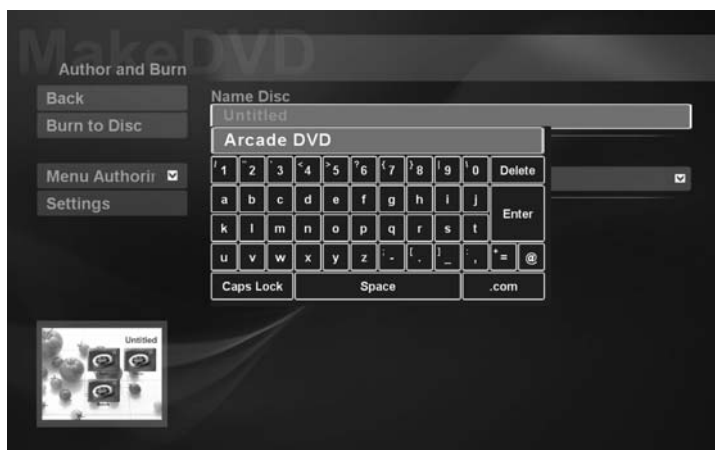 MakeDVD
Author and Burn
Back
Name Disc
Untitled
Burn to Disc
Arcade DVD
Menu Authorin
Settings
! 1 " 2 ' 3 < 4 > 5 ? 6 { 7 } 8 | 9 \ 0 Delete
a b c d e f g h i j
Enter
k l m n o p q r s t
u v w x y z ; - [ . ] _ : , * = @
Caps Lock Space .com
Untitled